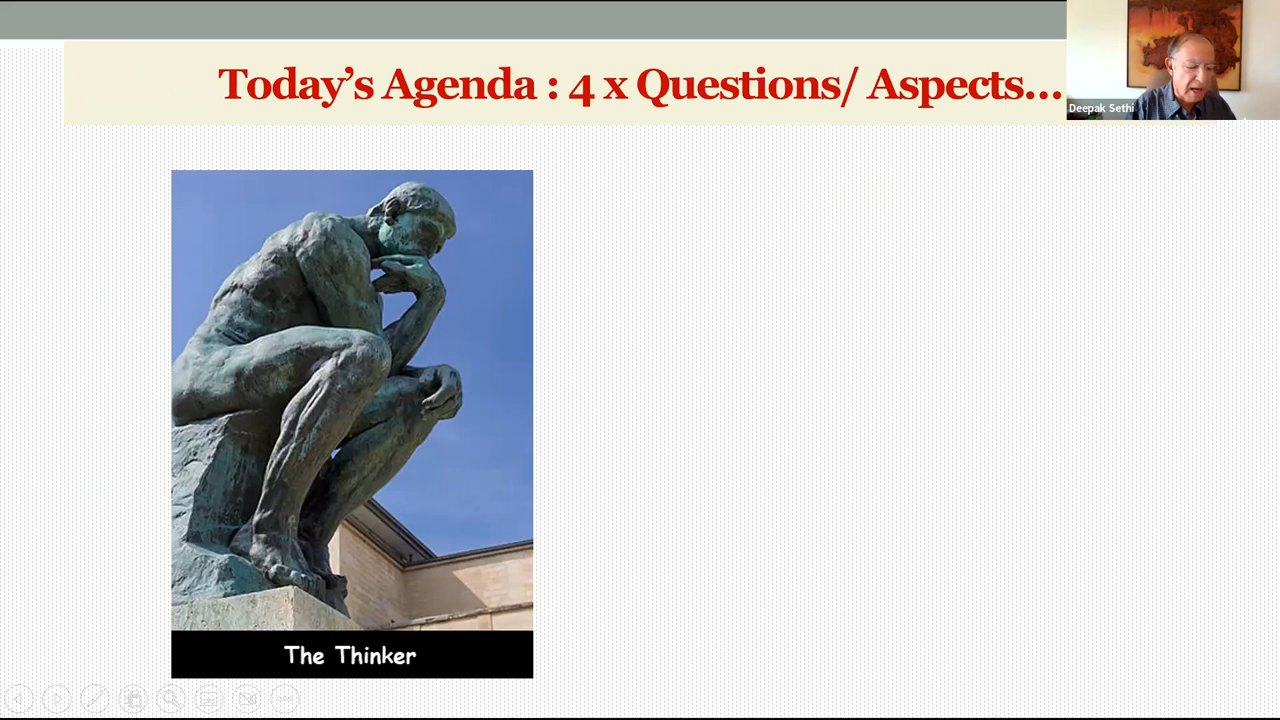 Today's Agenda : 4 x Questions/ Aspects...
Deepak Sethi
The Thinker